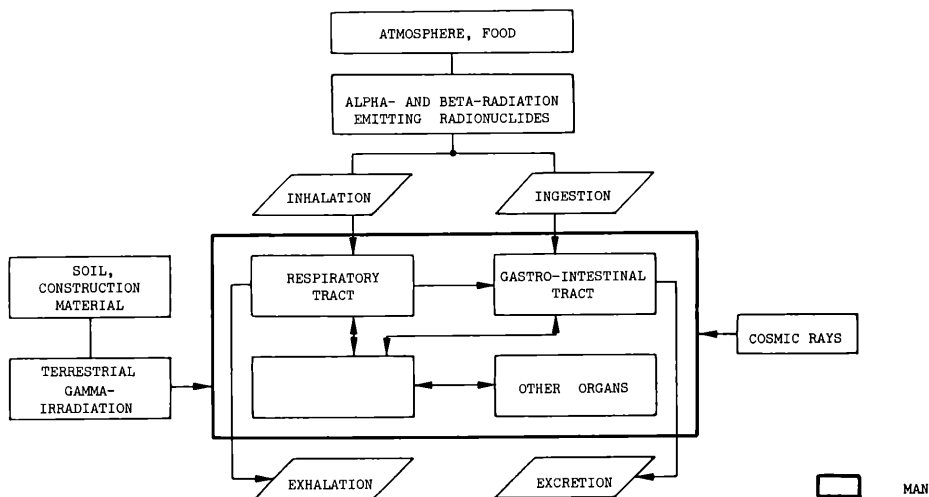 ATMOSPHERE, FOOD
ALPHA- AND BETA-RADIATION
EMITTING RADIONUCLIDES
INHALATION
INGESTION
SOIL,
CONSTRUCTION
MATERIAL
RESPIRATORY
TRACT
GASTRO-INTESTINAL
TRACT
COSMIC RAYS
TERRESTRIAL
GAMMA-
IRRADIATION
OTHER ORGANS
EXHALATION
EXCRETION
MAN